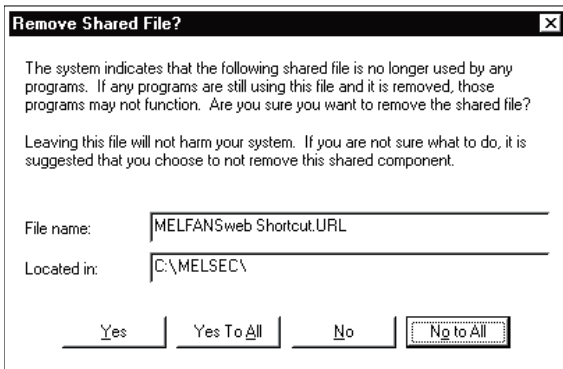 Remove Shared File?
The system indicates that the following shared file is no longer used by any
programs. If any programs are still using this file and it is removed, those
programs may not function. Are you sure you want to remove the shared file?
Leaving this file will not harm your system. If you are not sure what to do, it is
suggested that you choose to not remove this shared component.
File name: MELFANSweb Shortcut.URL
Located in: C:\MELSEC\
Yes Yes To All No No to All